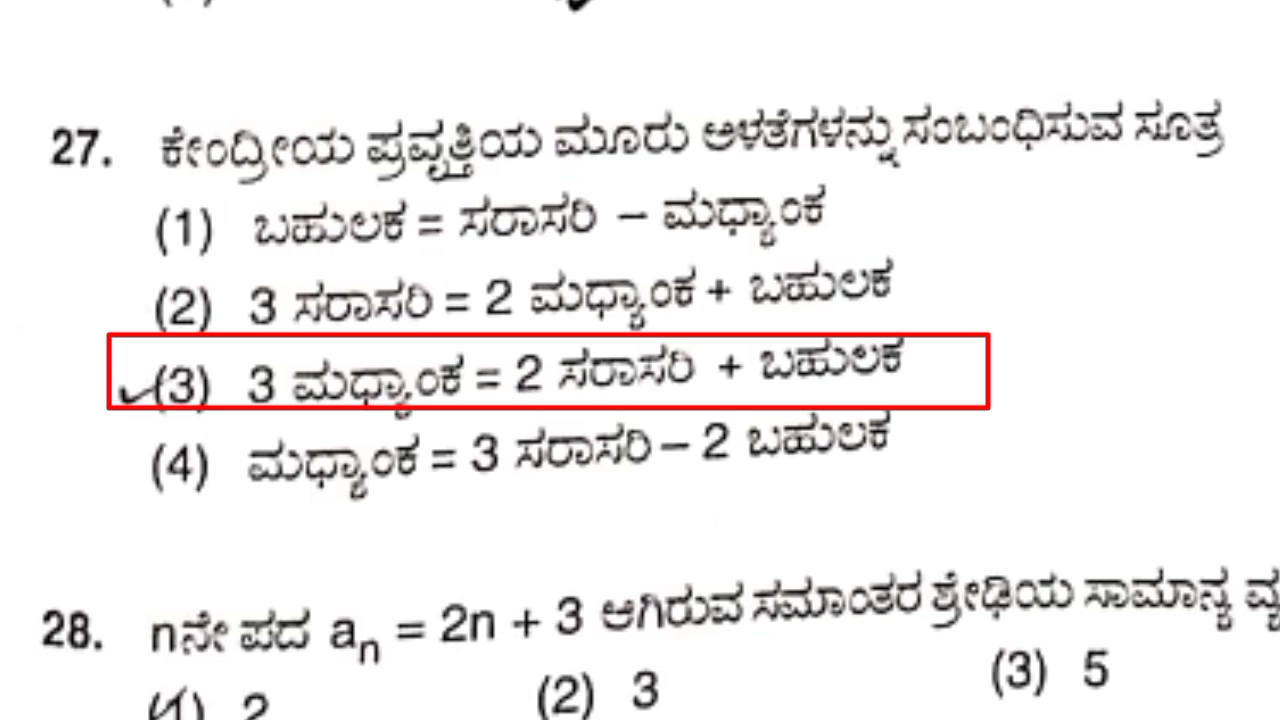 27. ಕೇಂದ್ರೀಯ ಪ್ರವೃತ್ತಿಯ ಮೂರು ಅಳತೆಗಳನ್ನು ಸಂಬಂಧಿಸುವ ಸೂತ್ರ
(1) ಬಹುಲಕ = ಸರಾಸರಿ – ಮಧ್ಯಾಂಕ
(2) 3 ಸರಾಸರಿ = 2 ಮಧ್ಯಾಂಕ + ಬಹುಲಕ
(3) 3 ಮಧ್ಯಾಂಕ = 2 ಸರಾಸರಿ + ಬಹುಲಕ
(4) ಮಧ್ಯಾಂಕ = 3 ಸರಾಸರಿ – 2 ಬಹುಲಕ
28. nನೇ ಪದ aₙ = 2n + 3 ಆಗಿರುವ ಸಮಾಂತರ ಶ್ರೇಢಿಯ ಸಾಮಾನ್ಯ
(1) 2 (2) 3 (3) 5